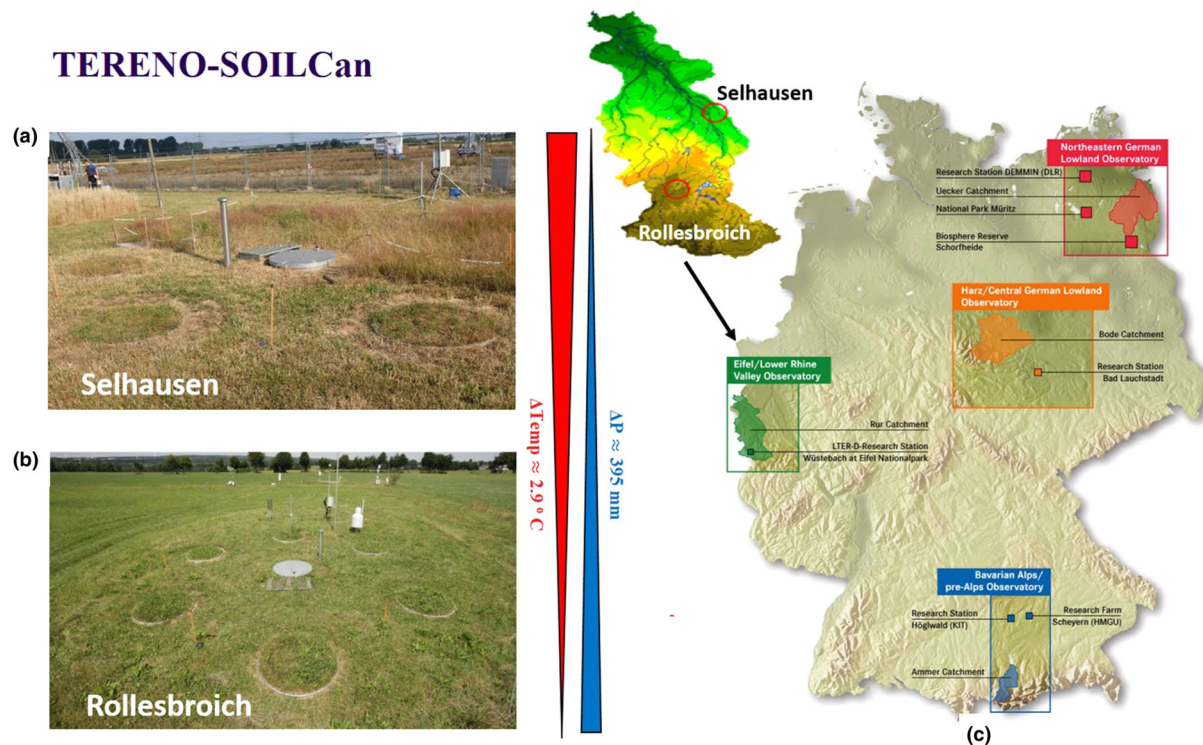 TERENO-SOILCan
(a)
Selhausen
(b)
Rollesbroich
ΔTemp ≈ 2.9 ° C
ΔP ≈ 395 mm
Selhausen
Rollesbroich
Northeastern German
Lowland Observatory
Research Station DEMMIN (DLR)
Uecker Catchment
National Park Müritz
Biosphere Reserve
Schorfheide
Harz/Central German Lowland
Observatory
Bode Catchment
Research Station
Bad Lauchstadt
Eifel/Lower Rhine
Valley Observatory
Rur Catchment
LTER-D-Research Station
Wüstebach at Eifel Nationalpark
Bavarian Alps/
pre-Alps Observatory
Research Station
Höglwald (KIT)
Research Farm
Scheyern (HMGU)
Ammer Catchment
(c)